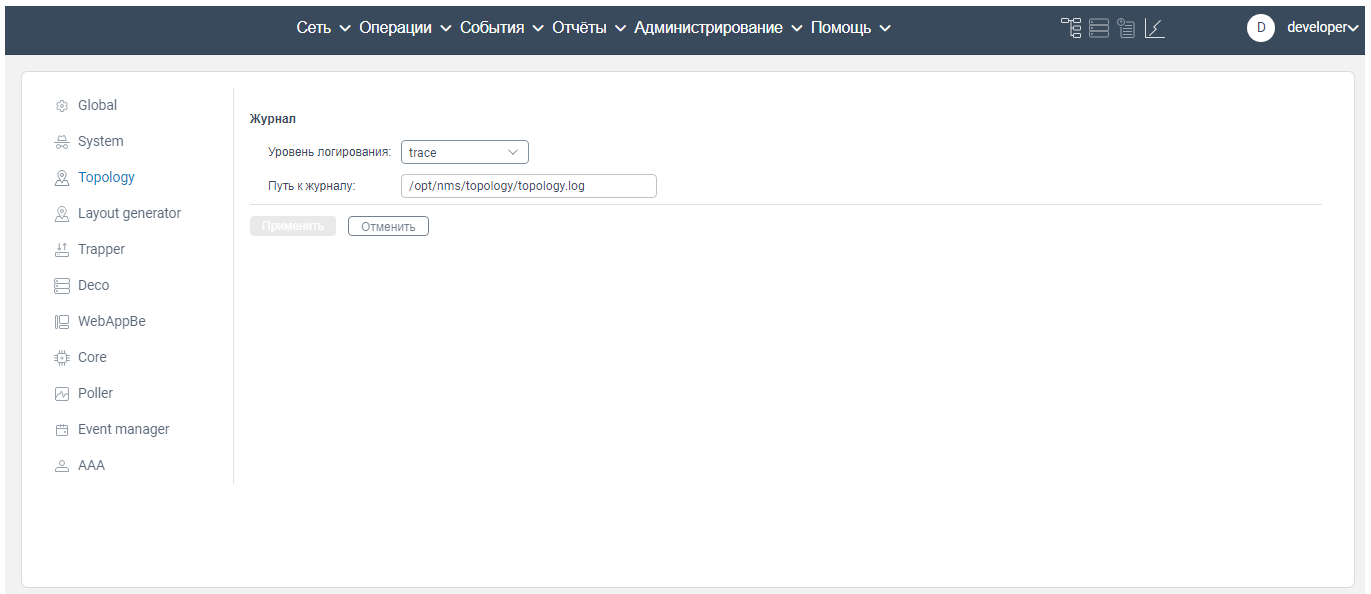 Сеть Операции События Отчёты Администрирование Помощь D developer
Global
System
Topology
Layout generator
Trapper
Deco
WebAppBe
Core
Poller
Event manager
AAA
Журнал
Уровень логирования: trace
Путь к журналу: /opt/nms/topology/topology.log
Применить Отменить